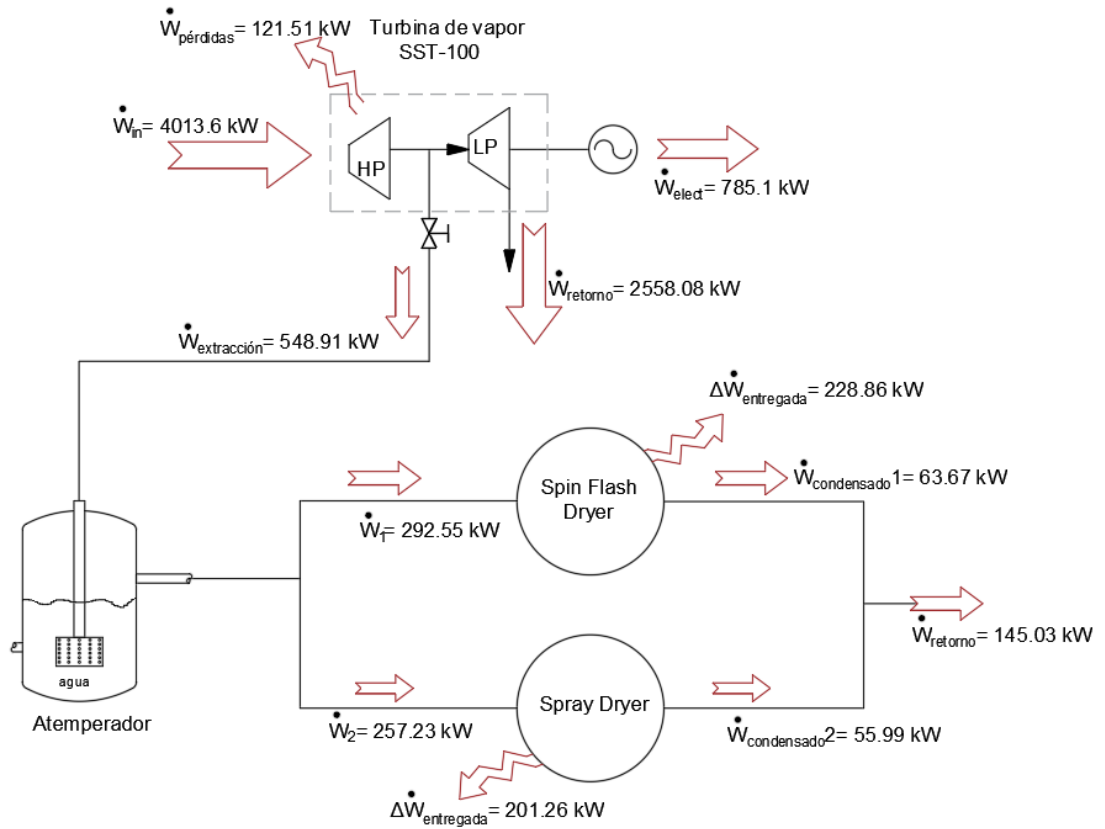 Ẇpérdidas= 121.51 kW
Turbina de vapor
SST-100
Ẇin= 4013.6 kW
HP
LP
Ẇelect= 785.1 kW
Ẇretorno= 2558.08 kW
Ẇextracción= 548.91 kW
ΔẆentregada= 228.86 kW
Spin Flash
Dryer
Ẇcondensado1= 63.67 kW
Ẇ1= 292.55 kW
Ẇretorno= 145.03 kW
agua
Atemperador
Spray Dryer
Ẇ2= 257.23 kW
Ẇcondensado2= 55.99 kW
ΔẆentregada= 201.26 kW